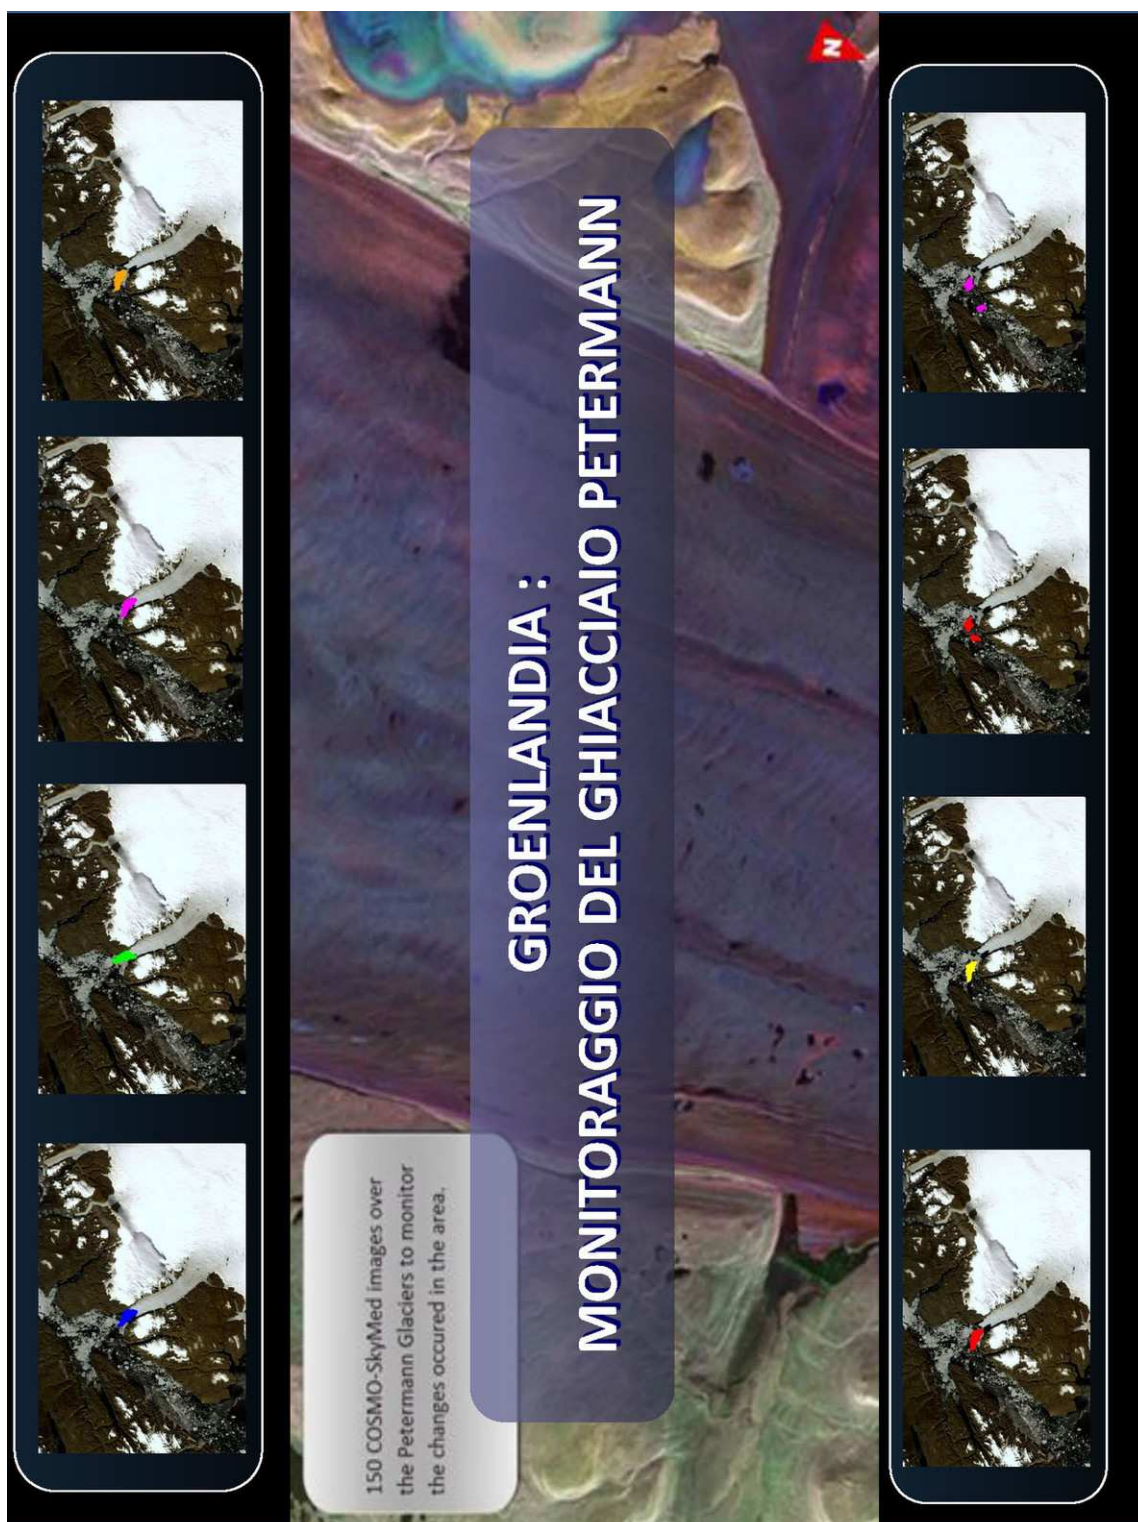 GROENLANDIA :
MONITORAGGIO DEL GHIACCIAIO PETERMANN
150 COSMO-SkyMed images over
the Petermann Glaciers to monitor
the changes occured in the area.
N